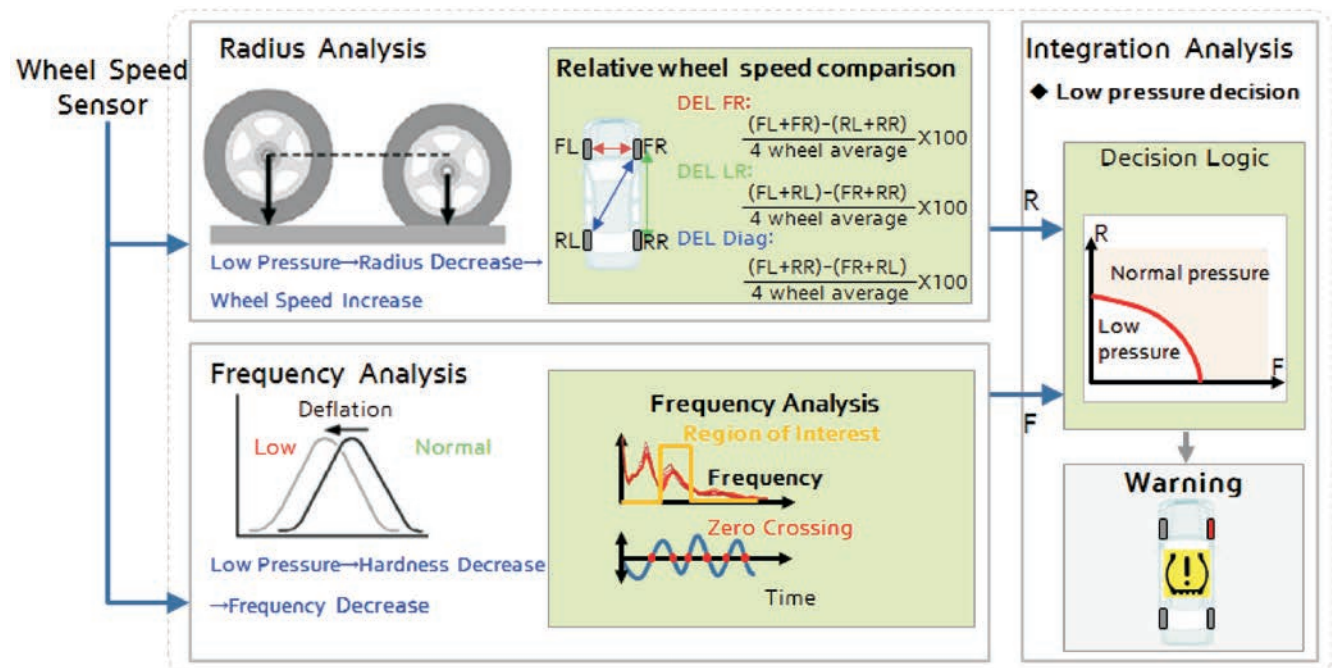 Wheel Speed
Sensor
Radius Analysis
Low Pressure→Radius Decrease→
Wheel Speed Increase
Relative wheel speed comparison
FL
FR
RL
RR
DEL FR:
(FL+FR)-(RL+RR)
4 wheel average
X100
DEL LR:
(FL+RL)-(FR+RR)
4 wheel average
X100
DEL Diag:
(FL+RR)-(FR+RL)
4 wheel average
X100
Frequency Analysis
Deflation
Low
Normal
Low Pressure→Hardness Decrease
→Frequency Decrease
Frequency Analysis
Region of Interest
Frequency
Zero Crossing
Time
R
F
Integration Analysis
◆ Low pressure decision
Decision Logic
R
Normal pressure
Low
pressure
F
Warning
!